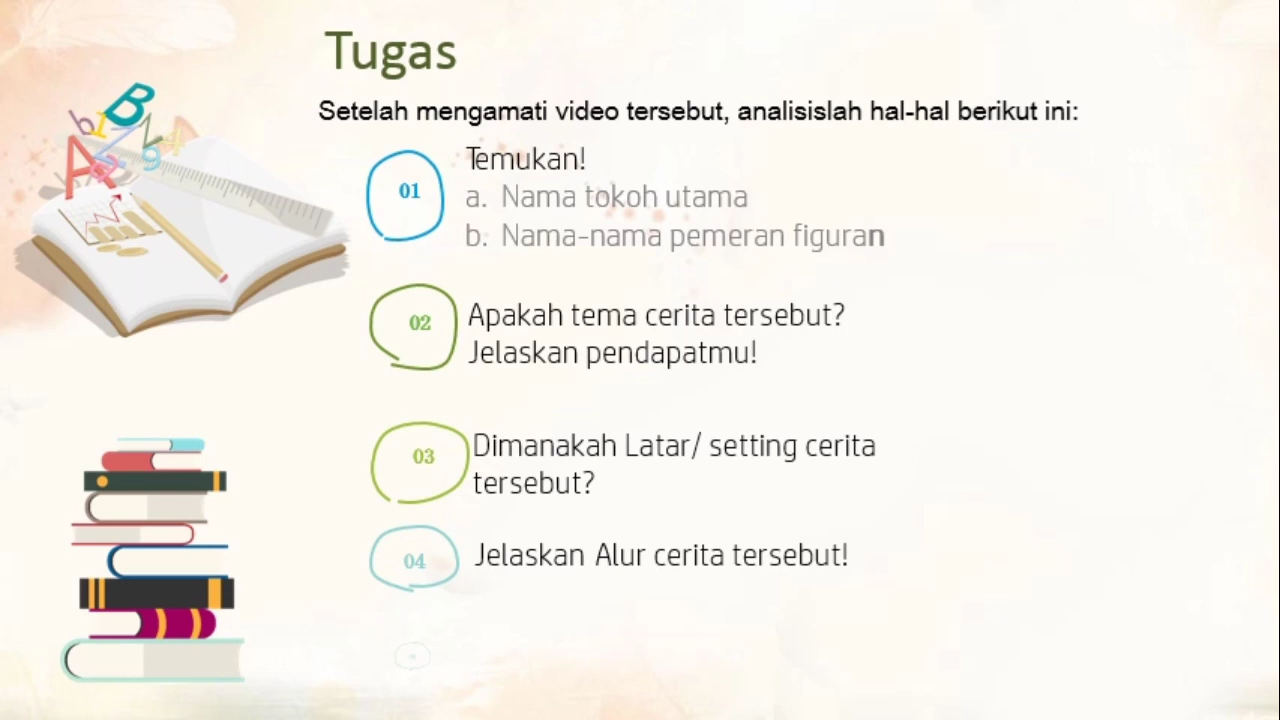 Tugas
Setelah mengamati video tersebut, analisislah hal-hal berikut ini:
01
Temukan!
a. Nama tokoh utama
b. Nama-nama pemeran figuran
02
Apakah tema cerita tersebut?
Jelaskan pendapatmu!
03
Dimanakah Latar/ setting cerita
tersebut?
04
Jelaskan Alur cerita tersebut!